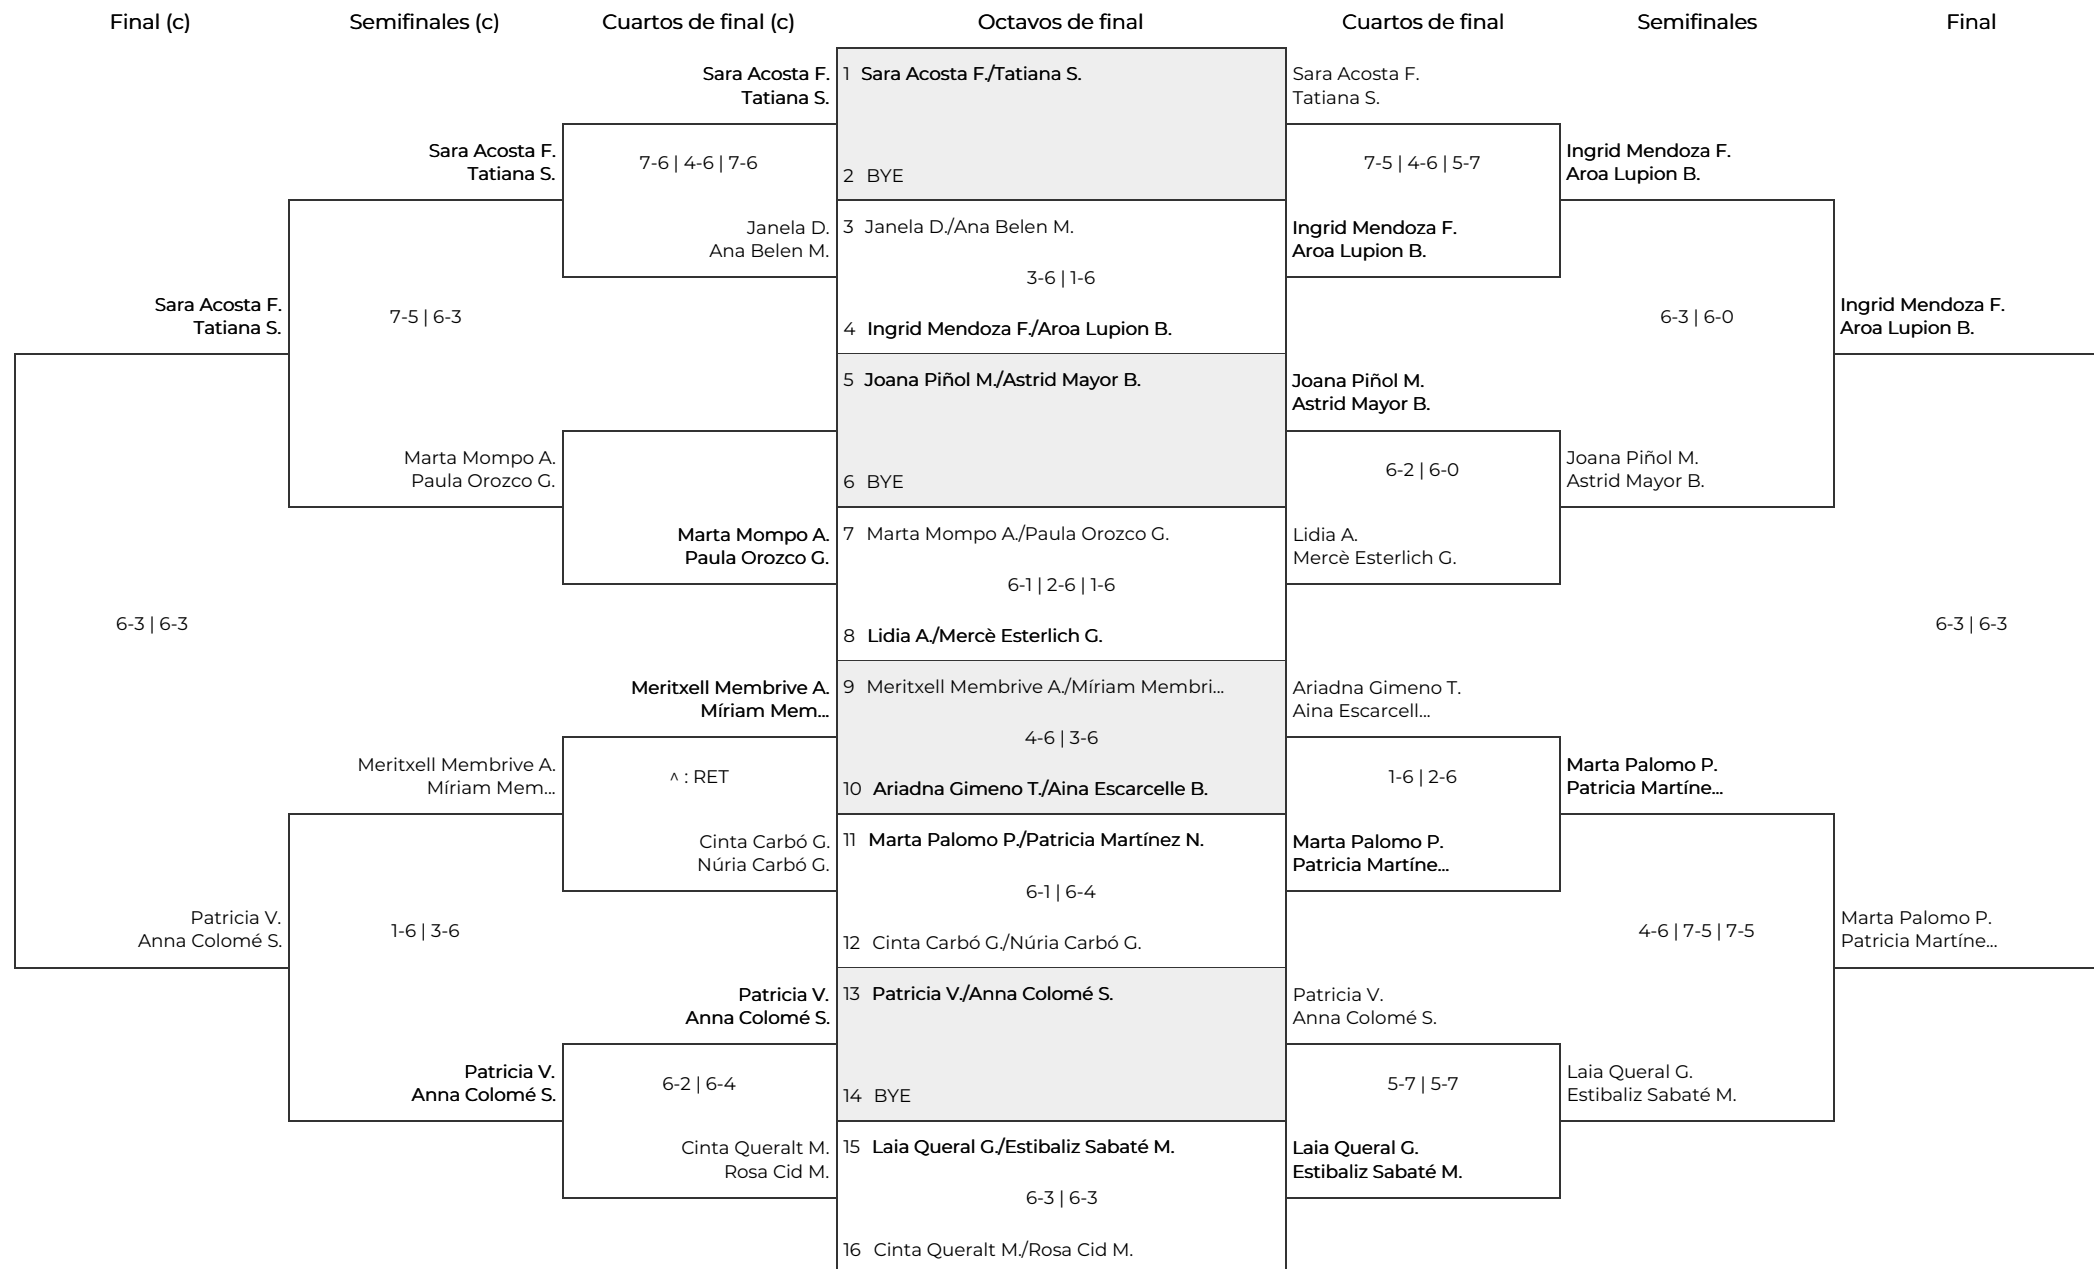 Final (c)
Semifinales (c)
Cuartos de final (c)
Octavos de final
Cuartos de final
Semifinales
Final
Sara Acosta F.
Tatiana S.
6-3 | 6-3
Patricia V.
Anna Colomé S.
Sara Acosta F.
Tatiana S.
7-5 | 6-3
Marta Mompo A.
Paula Orozco G.
Meritxell Membrive A.
Míriam Mem...
1-6 | 3-6
Patricia V.
Anna Colomé S.
Sara Acosta F.
Tatiana S.
7-6 | 4-6 | 7-6
Janela D.
Ana Belen M.
Marta Mompo A.
Paula Orozco G.
Meritxell Membrive A.
Míriam Mem...
^ : RET
Cinta Carbó G.
Núria Carbó G.
Patricia V.
Anna Colomé S.
6-2 | 6-4
Cinta Queralt M.
Rosa Cid M.
1 Sara Acosta F./Tatiana S.
2 BYE
3 Janela D./Ana Belen M.
3-6 | 1-6
4 Ingrid Mendoza F./Aroa Lupion B.
5 Joana Piñol M./Astrid Mayor B.
6 BYE
7 Marta Mompo A./Paula Orozco G.
6-1 | 2-6 | 1-6
8 Lidia A./Mercè Esterlich G.
9 Meritxell Membrive A./Míriam Membri...
4-6 | 3-6
10 Ariadna Gimeno T./Aina Escarcelle B.
11 Marta Palomo P./Patricia Martínez N.
6-1 | 6-4
12 Cinta Carbó G./Núria Carbó G.
13 Patricia V./Anna Colomé S.
14 BYE
15 Laia Queral G./Estibaliz Sabaté M.
6-3 | 6-3
16 Cinta Queralt M./Rosa Cid M.
Sara Acosta F.
Tatiana S.
7-5 | 4-6 | 5-7
Ingrid Mendoza F.
Aroa Lupion B.
Joana Piñol M.
Astrid Mayor B.
6-2 | 6-0
Lidia A.
Mercè Esterlich G.
Ariadna Gimeno T.
Aina Escarcell...
1-6 | 2-6
Marta Palomo P.
Patricia Martíne...
Patricia V.
Anna Colomé S.
5-7 | 5-7
Laia Queral G.
Estibaliz Sabaté M.
Ingrid Mendoza F.
Aroa Lupion B.
6-3 | 6-0
Joana Piñol M.
Astrid Mayor B.
Marta Palomo P.
Patricia Martíne...
4-6 | 7-5 | 7-5
Laia Queral G.
Estibaliz Sabaté M.
Ingrid Mendoza F.
Aroa Lupion B.
6-3 | 6-3
Marta Palomo P.
Patricia Martíne...